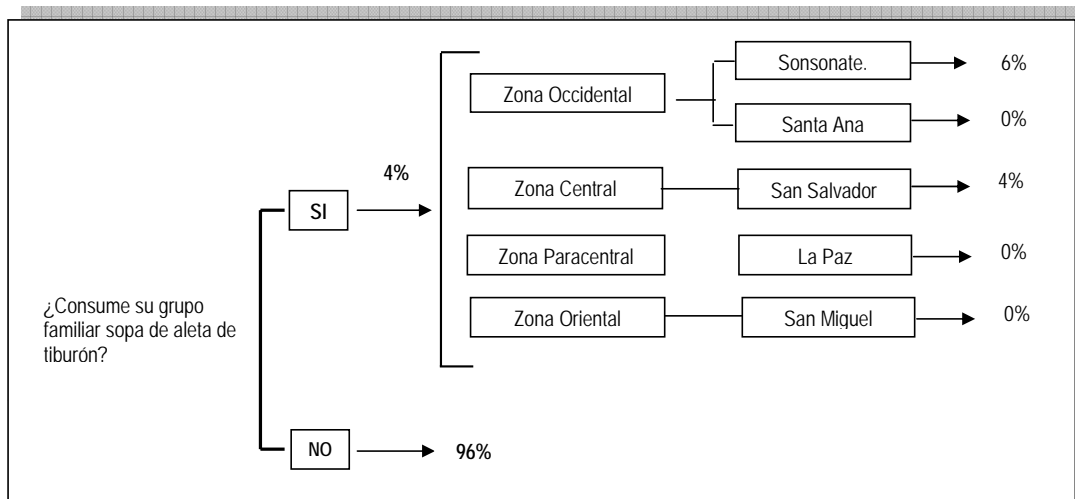 Sonsonate.
6%
Zona Occidental
Santa Ana
0%
4%
Zona Central
San Salvador
4%
SI
Zona Paracentral
La Paz
0%
¿Consume su grupo
familiar sopa de aleta de
tiburón?
Zona Oriental
San Miguel
0%
NO
96%